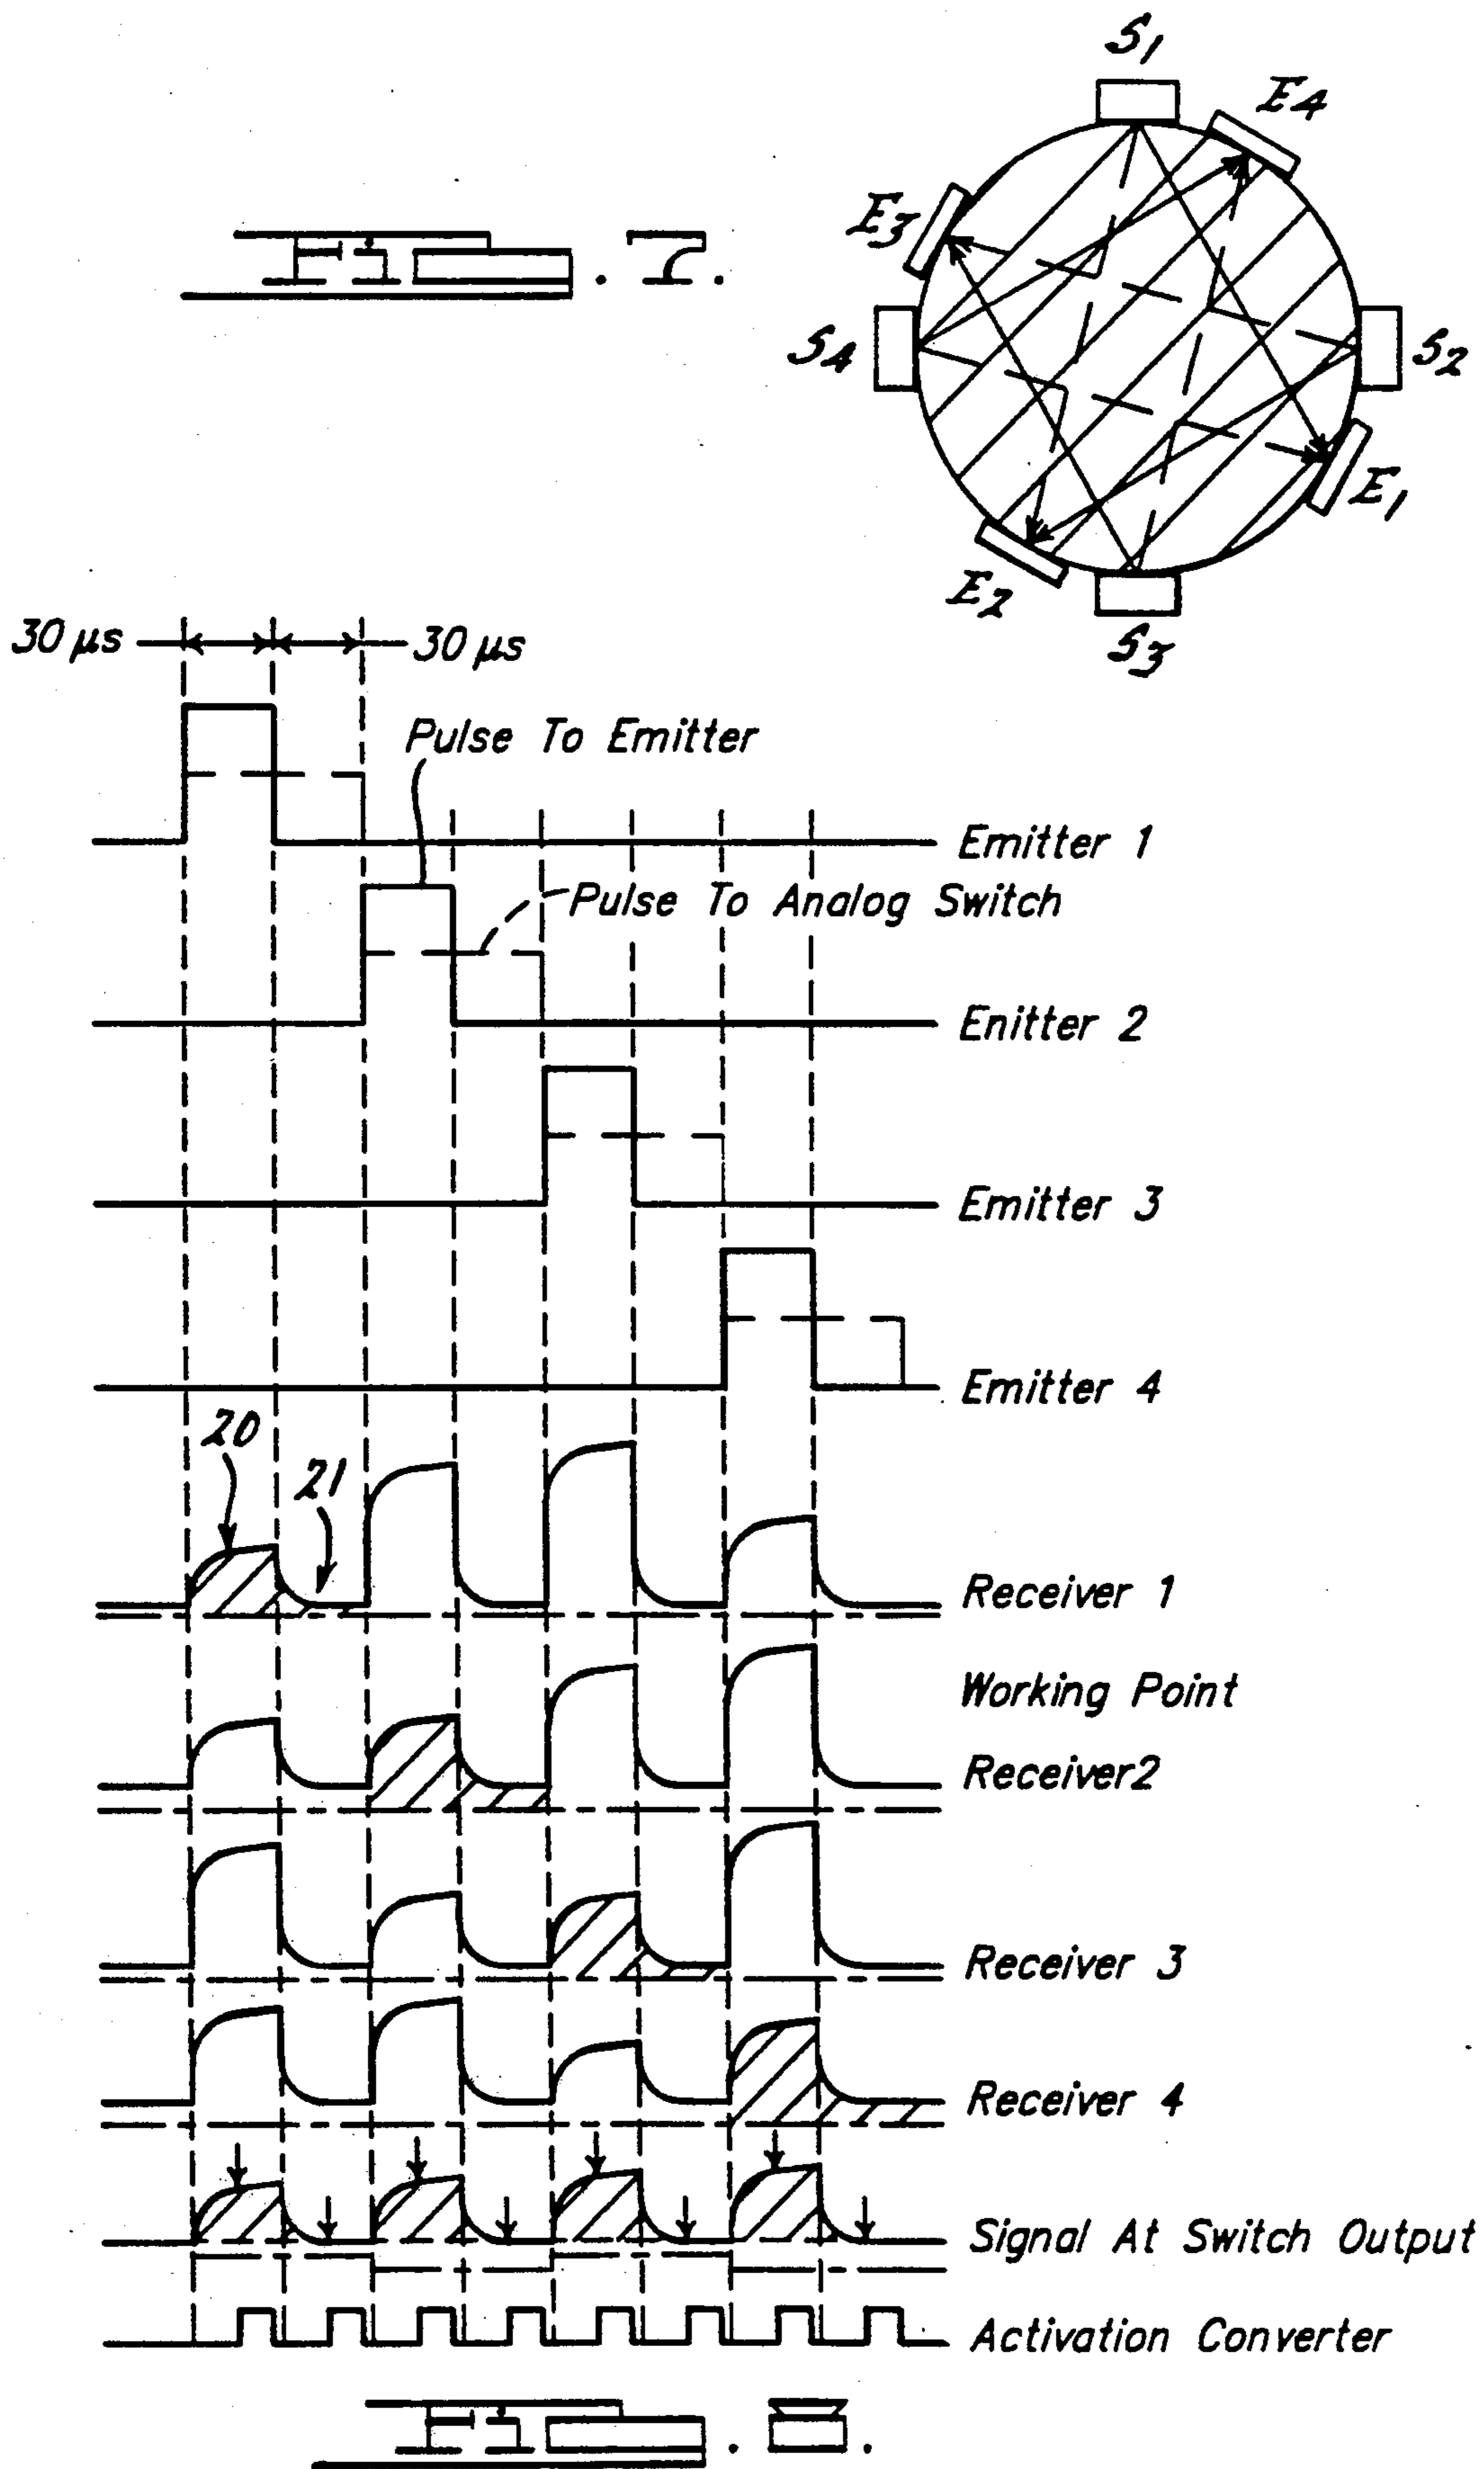 S1
E4
E3
S4
S2
E1
E2
S3
FIG. 7.
30 μs
30 μs
Pulse To Emitter
Emitter 1
Pulse To Analog Switch
Enitter 2
Emitter 3
Emitter 4
20
21
Receiver 1
Working Point
Receiver2
Receiver 3
Receiver 4
Signal At Switch Output
Activation Converter
FIG. 8.